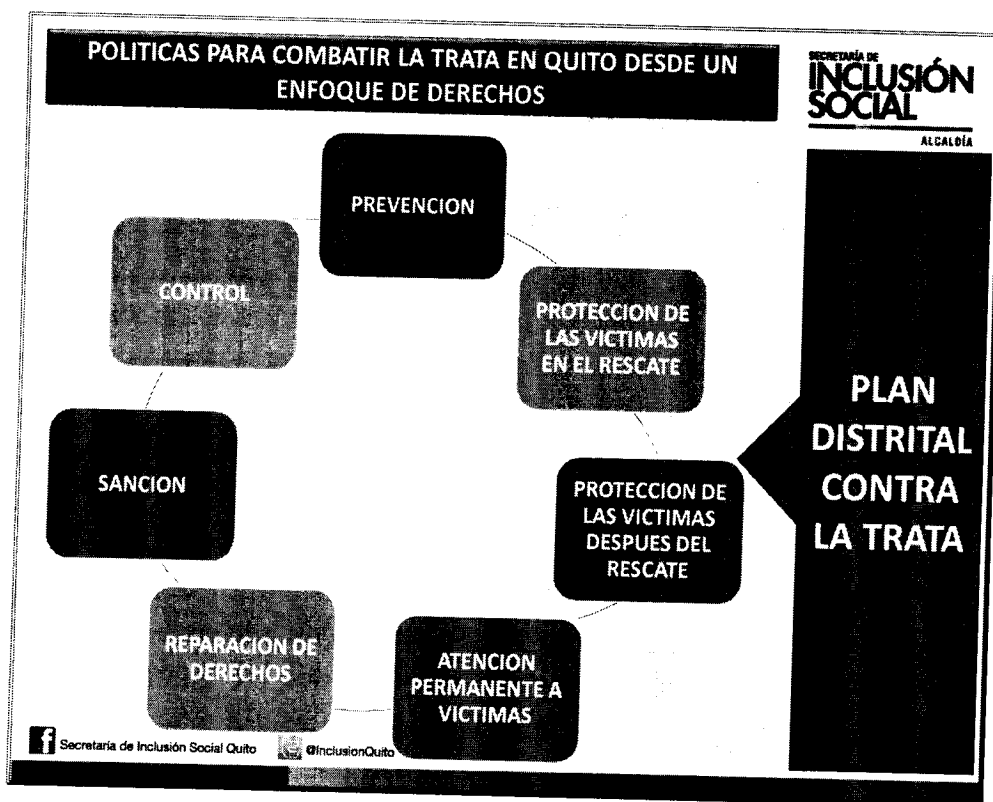 POLITICAS PARA COMBATIR LA TRATA EN QUITO DESDE UN
ENFOQUE DE DERECHOS
SECRETARÍA DE
INCLUSIÓN
SOCIAL
ALCALDÍA
PREVENCION
PROTECCION DE
LAS VICTIMAS
EN EL RESCATE
PROTECCION DE
LAS VICTIMAS
DESPUES DEL
RESCATE
ATENCION
PERMANENTE A
VICTIMAS
REPARACION DE
DERECHOS
SANCION
CONTROL
PLAN
DISTRITAL
CONTRA
LA TRATA
f Secretaría de Inclusión Social Quito @InclusionQuito